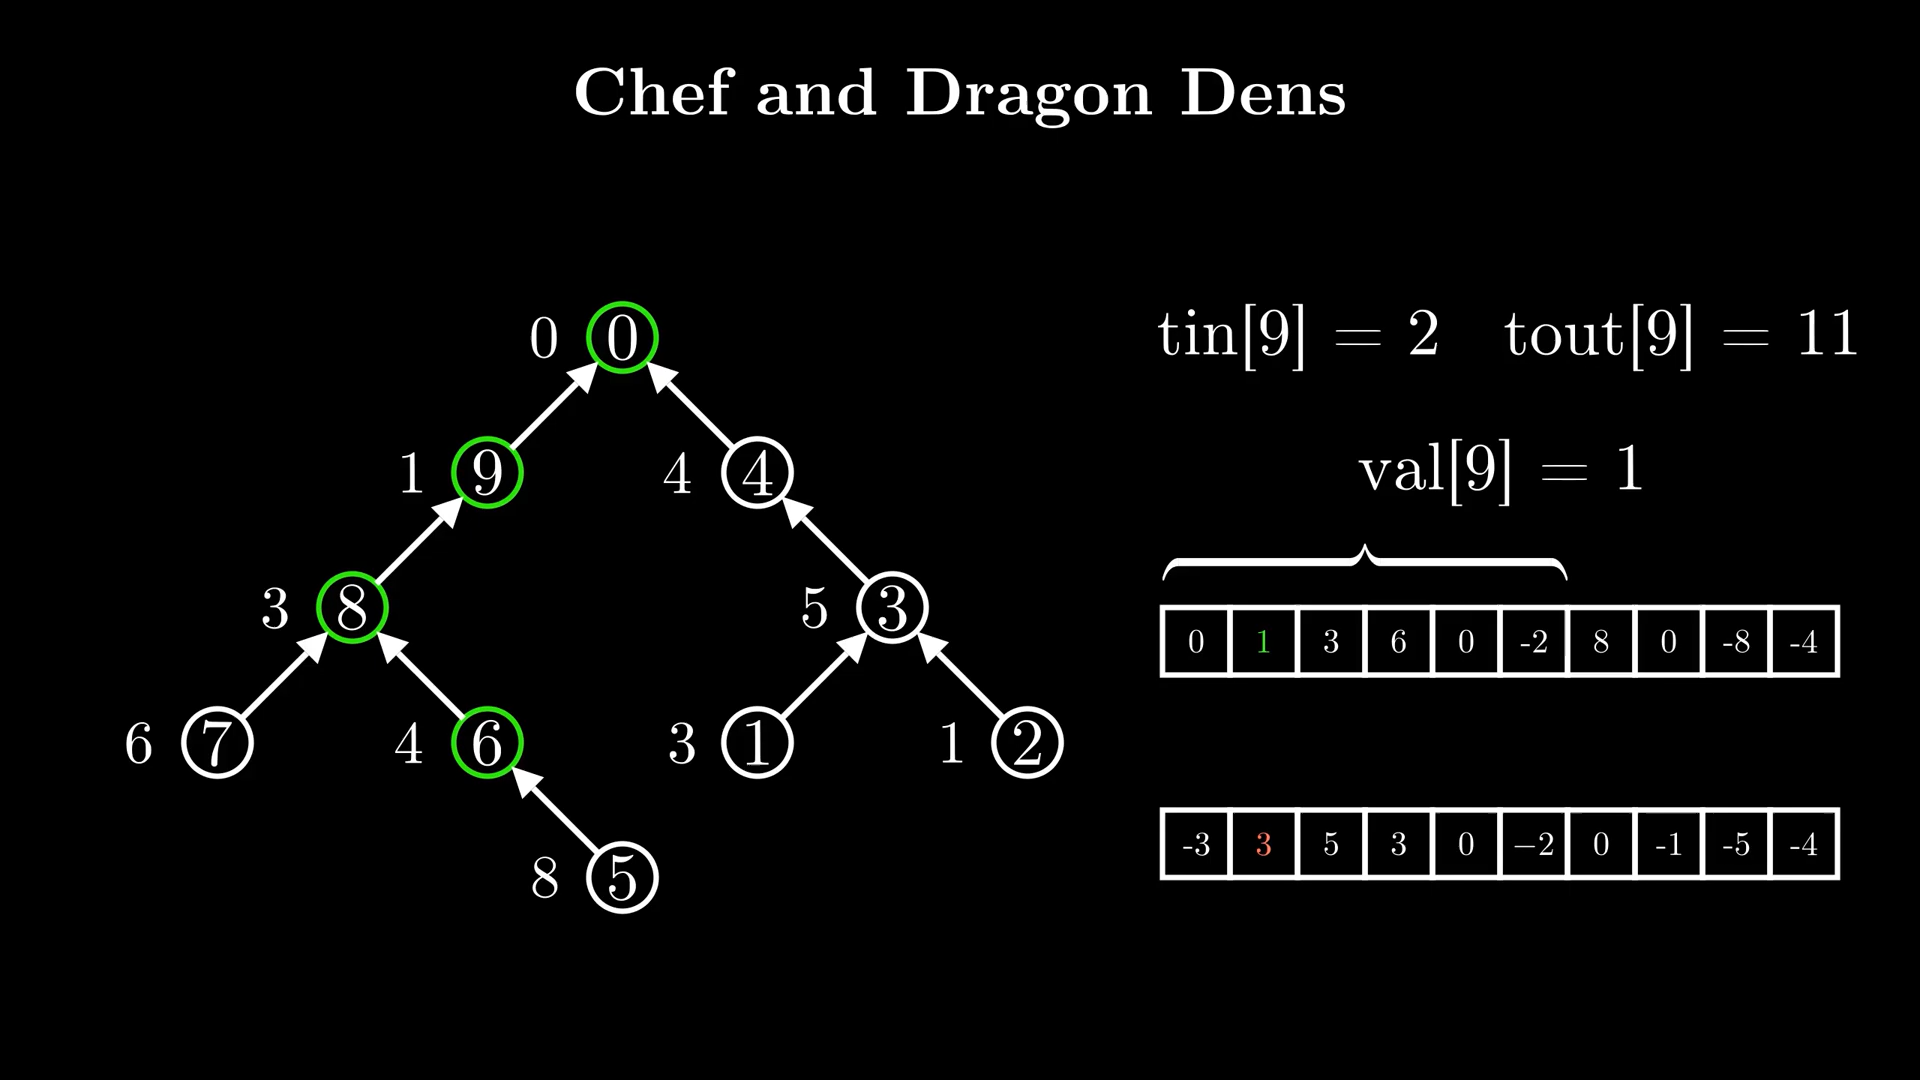 Chef and Dragon Dens
0 0
tin[9] = 2 tout[9] = 11
1 9 4 4
val[9] = 1
3 8 5 3
0 1 3 6 0 -2 8 0 -8 -4
6 7 4 6 3 1 1 2
-3 3 5 3 0 −2 0 -1 -5 -4
8 5